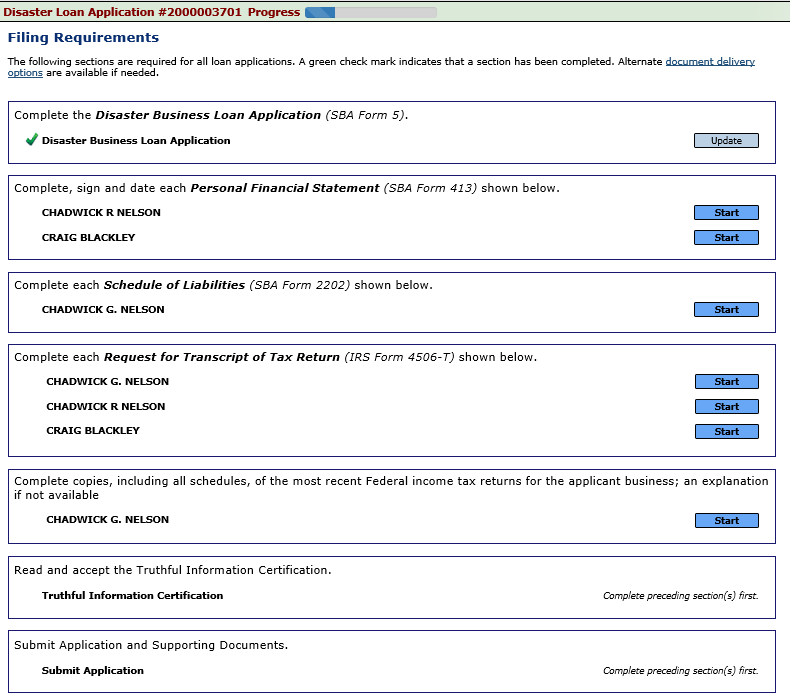 Disaster Loan Application #2000003701 Progress
Filing Requirements
The following sections are required for all loan applications. A green check mark indicates that a section has been completed. Alternate document delivery
options are available if needed.
Complete the Disaster Business Loan Application (SBA Form 5).
Disaster Business Loan Application Update
Complete, sign and date each Personal Financial Statement (SBA Form 413) shown below.
CHADWICK R NELSON Start
CRAIG BLACKLEY Start
Complete each Schedule of Liabilities (SBA Form 2202) shown below.
CHADWICK G. NELSON Start
Complete each Request for Transcript of Tax Return (IRS Form 4506-T) shown below.
CHADWICK G. NELSON Start
CHADWICK R NELSON Start
CRAIG BLACKLEY Start
Complete copies, including all schedules, of the most recent Federal income tax returns for the applicant business; an explanation
if not available
CHADWICK G. NELSON Start
Read and accept the Truthful Information Certification.
Truthful Information Certification Complete preceding section(s) first.
Submit Application and Supporting Documents.
Submit Application Complete preceding section(s) first.